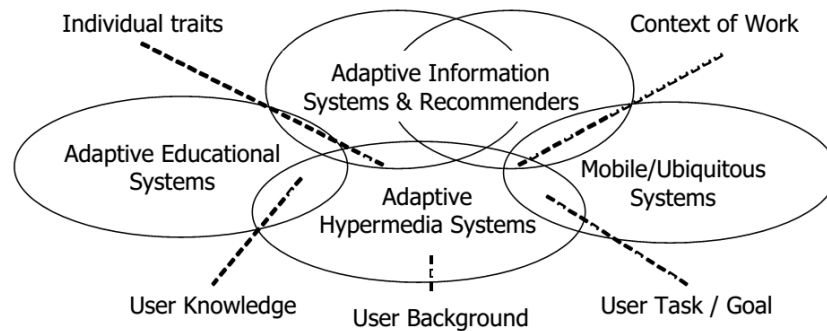 Individual traits
Context of Work
Adaptive Information
Systems & Recommenders
Adaptive Educational
Systems
Mobile/Ubiquitous
Systems
Adaptive
Hypermedia Systems
User Knowledge
User Background
User Task / Goal